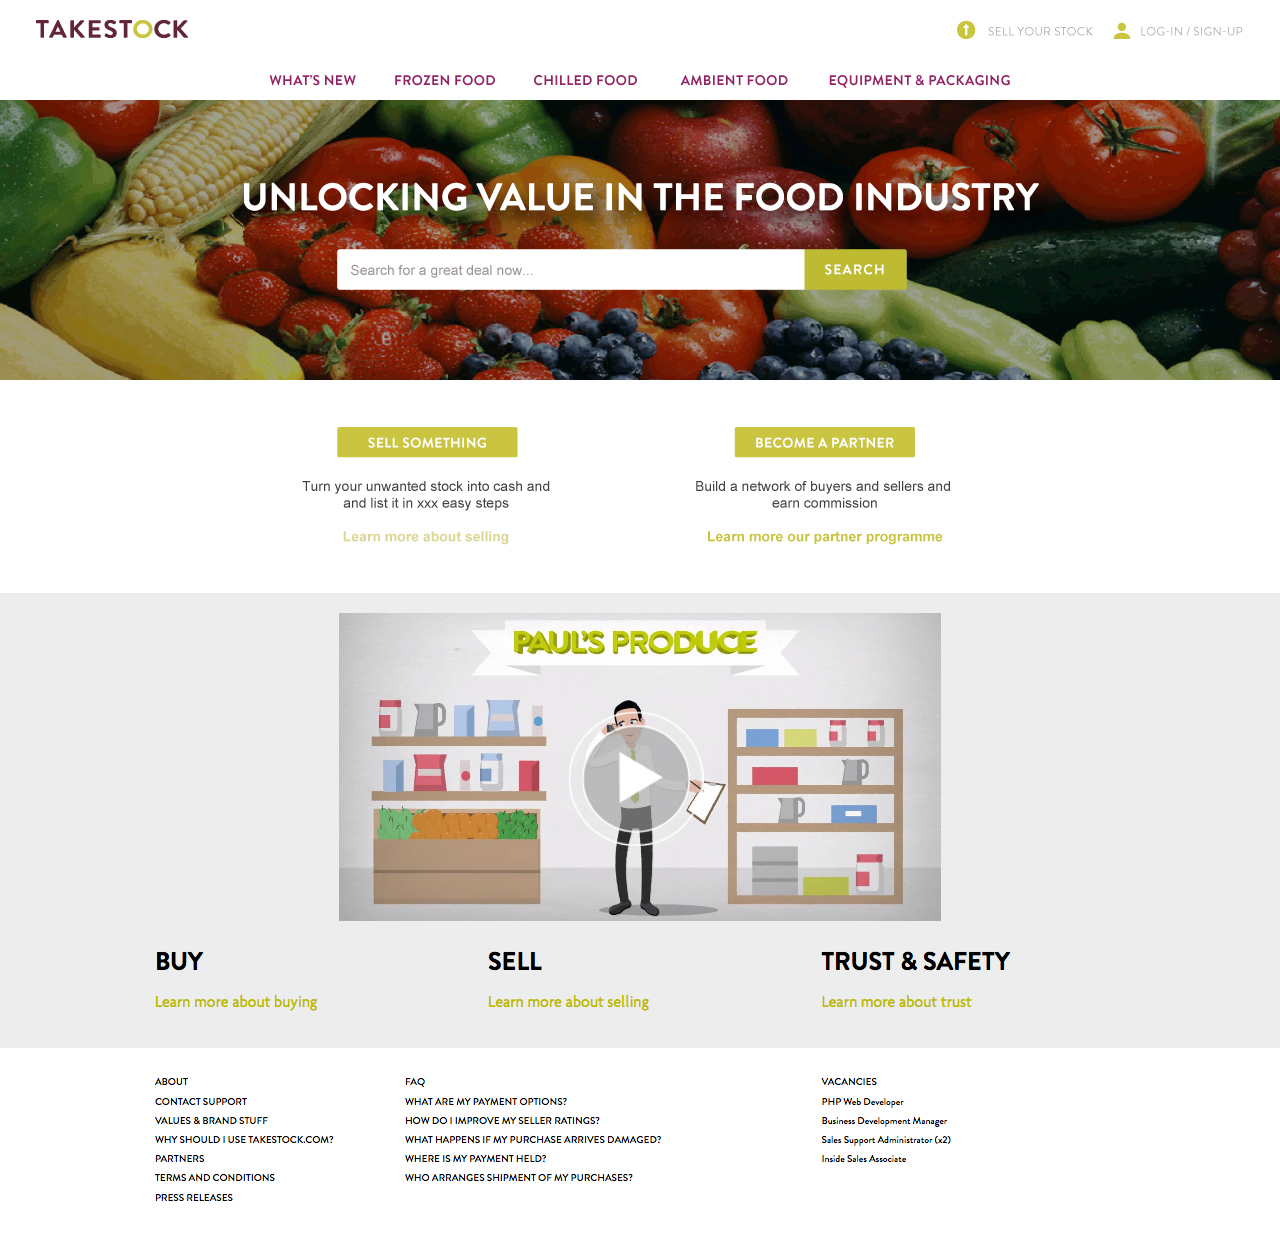 TAKESTOCK
SELL YOUR STOCK
LOG-IN / SIGN-UP
WHAT'S NEW
FROZEN FOOD
CHILLED FOOD
AMBIENT FOOD
EQUIPMENT & PACKAGING
UNLOCKING VALUE IN THE FOOD INDUSTRY
Search for a great deal now...
SEARCH
SELL SOMETHING
Turn your unwanted stock into cash and
and list it in xxx easy steps
Learn more about selling
BECOME A PARTNER
Build a network of buyers and sellers and
earn commission
Learn more our partner programme
PAUL'S PRODUCE
BUY
Learn more about buying
SELL
Learn more about selling
TRUST & SAFETY
Learn more about trust
ABOUT
CONTACT SUPPORT
VALUES & BRAND STUFF
WHY SHOULD I USE TAKESTOCK.COM?
PARTNERS
TERMS AND CONDITIONS
PRESS RELEASES
FAQ
WHAT ARE MY PAYMENT OPTIONS?
HOW DO I IMPROVE MY SELLER RATINGS?
WHAT HAPPENS IF MY PURCHASE ARRIVES DAMAGED?
WHERE IS MY PAYMENT HELD?
WHO ARRANGES SHIPMENT OF MY PURCHASES?
VACANCIES
PHP Web Developer
Business Development Manager
Sales Support Administrator (x2)
Inside Sales Associate